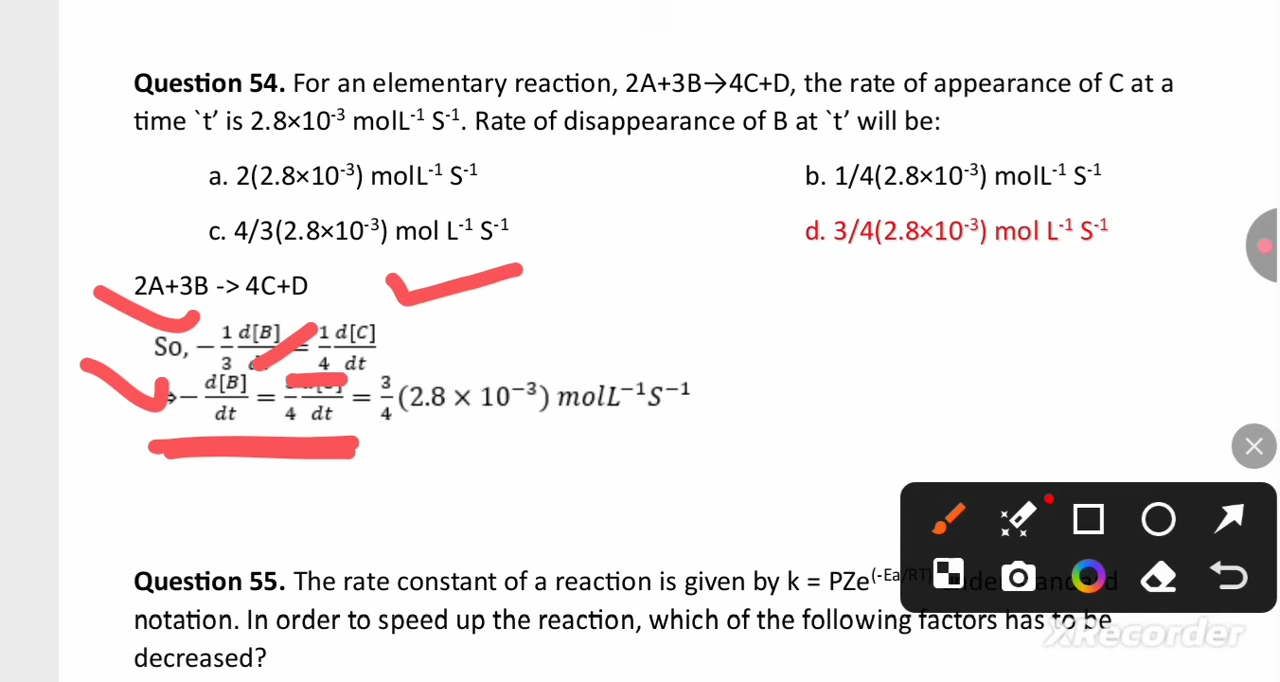 Question 54. For an elementary reaction, 2A+3B→4C+D, the rate of appearance of C at a
time `t’ is 2.8×10⁻³ molL⁻¹ S⁻¹. Rate of disappearance of B at `t’ will be:
a. 2(2.8×10⁻³) molL⁻¹ S⁻¹
b. 1/4(2.8×10⁻³) molL⁻¹ S⁻¹
c. 4/3(2.8×10⁻³) mol L⁻¹ S⁻¹
d. 3/4(2.8×10⁻³) mol L⁻¹ S⁻¹
2A+3B -> 4C+D
So, − 1/3 d[B] = 1/4 d[C]/dt
− d[B]/dt = 4 dt = 3/4 (2.8 × 10⁻³) molL⁻¹S⁻¹
Question 55. The rate constant of a reaction is given by k = PZe^(-Ea/RT)
notation. In order to speed up the reaction, which of the following factors has to be
decreased?
XRecorder